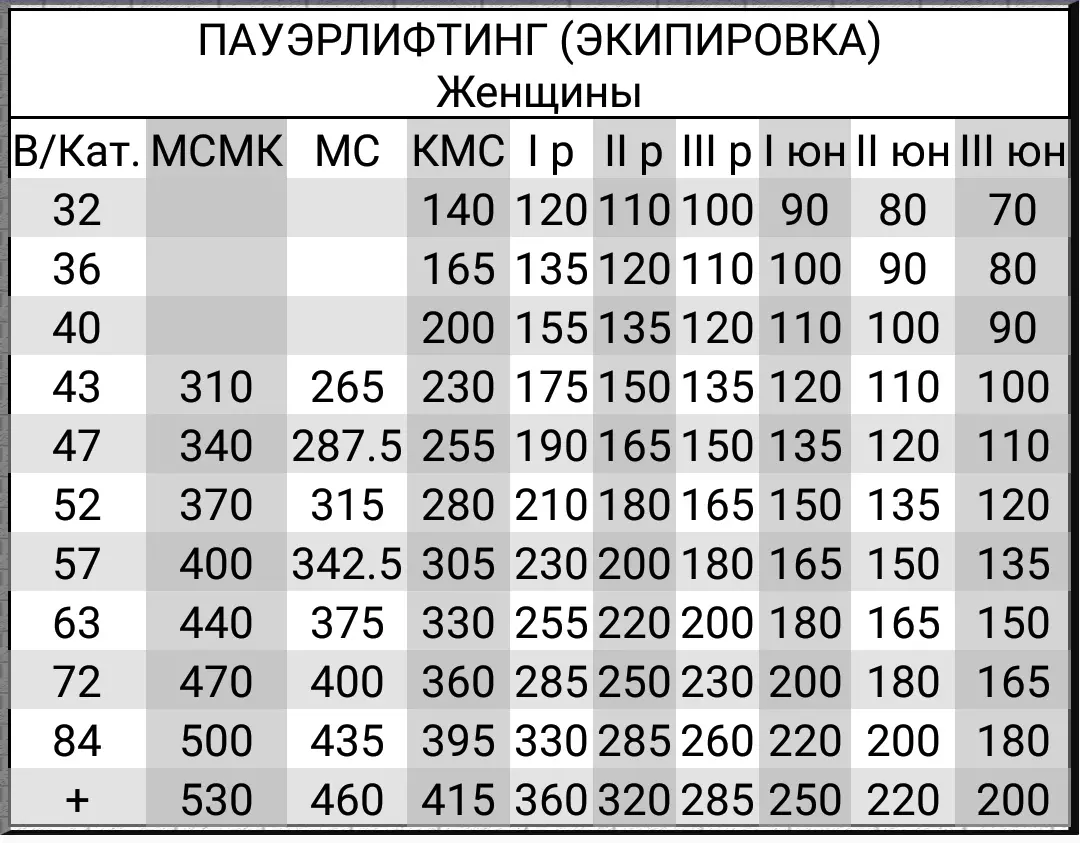 ПАУЭРЛИФТИНГ (ЭКИПИРОВКА)
Женщины
В/Кат. МСМК МС КМС I р II р III р I юн II юн III юн
32 140 120 110 100 90 80 70
36 165 135 120 110 100 90 80
40 200 155 135 120 110 100 90
43 310 265 230 175 150 135 120 110 100
47 340 287.5 255 190 165 150 135 120 110
52 370 315 280 210 180 165 150 135 120
57 400 342.5 305 230 200 180 165 150 135
63 440 375 330 255 220 200 180 165 150
72 470 400 360 285 250 230 200 180 165
84 500 435 395 330 285 260 220 200 180
+ 530 460 415 360 320 285 250 220 200